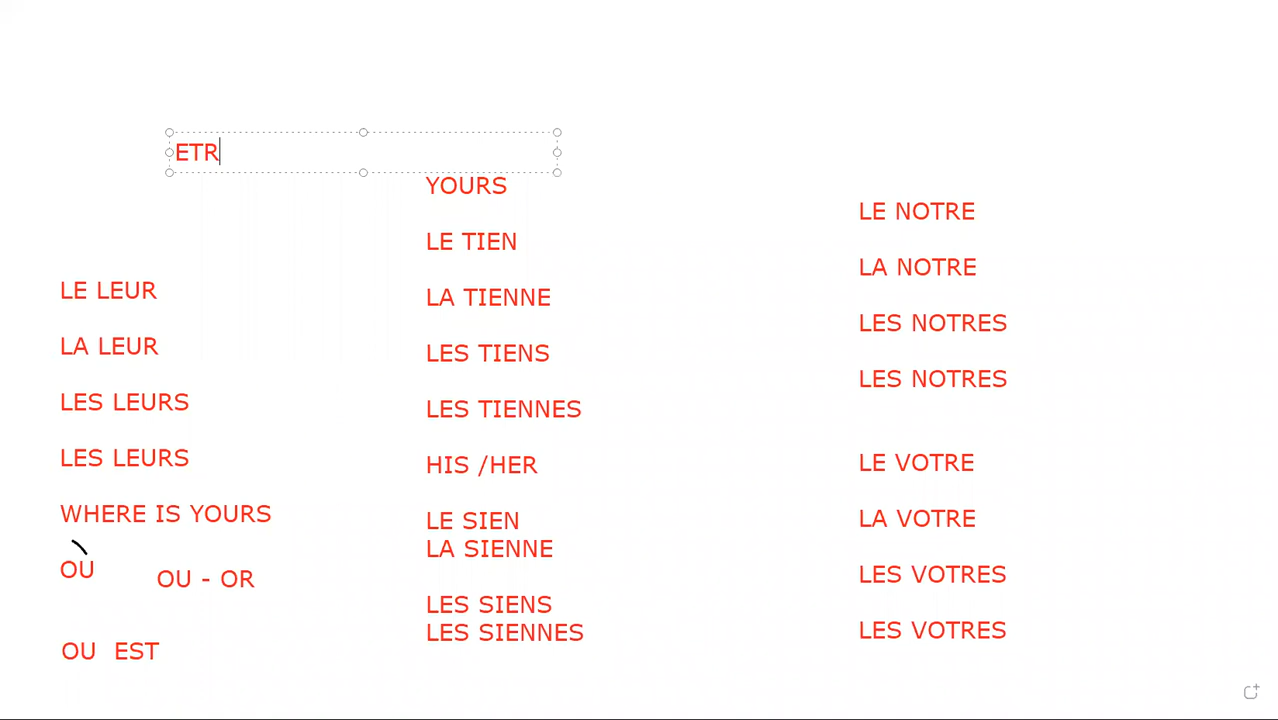 ETR
LE LEUR
LA LEUR
LES LEURS
LES LEURS
WHERE IS YOURS
OU
OU - OR
OU EST
YOURS
LE TIEN
LA TIENNE
LES TIENS
LES TIENNES
HIS /HER
LE SIEN
LA SIENNE
LES SIENS
LES SIENNES
LE NOTRE
LA NOTRE
LES NOTRES
LES NOTRES
LE VOTRE
LA VOTRE
LES VOTRES
LES VOTRES